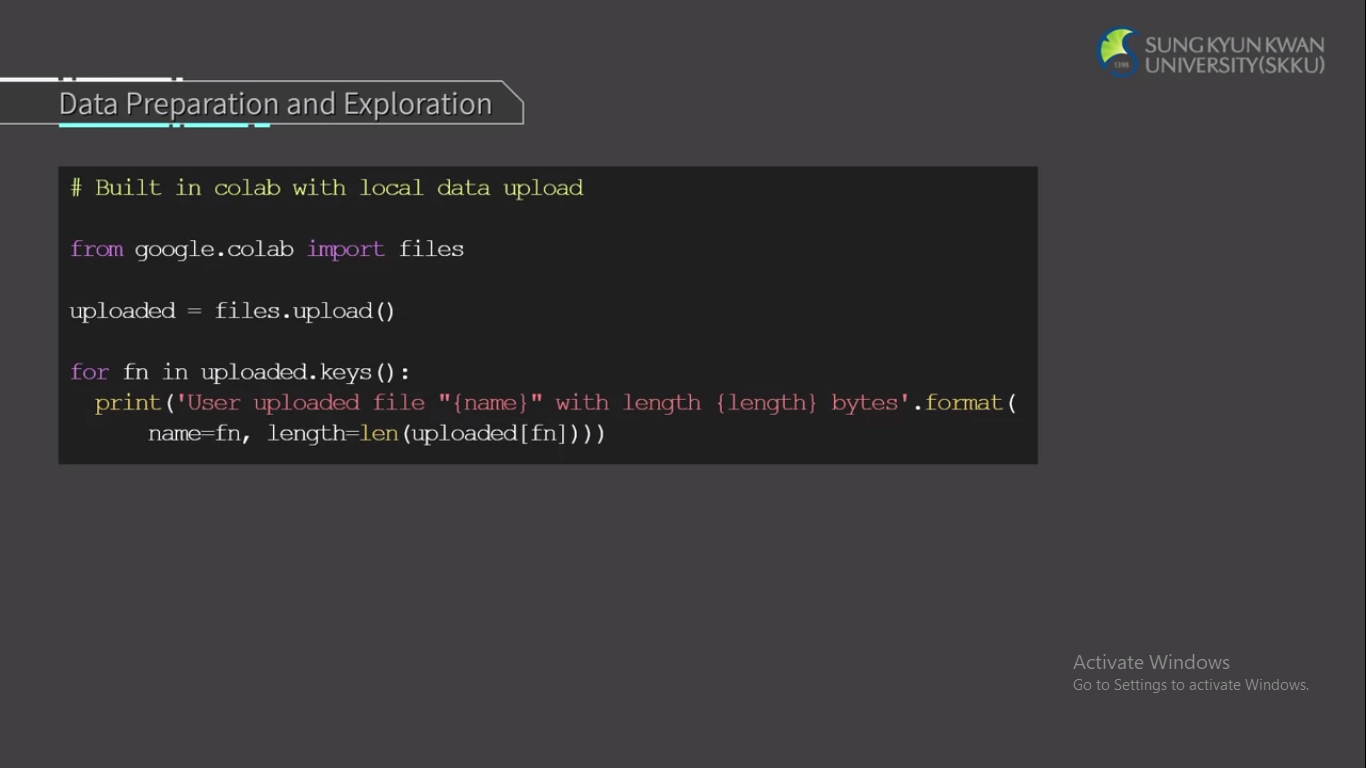 SUNG KYUN KWAN
UNIVERSITY(SKKU)
1398
Data Preparation and Exploration
# Built in colab with local data upload
from google.colab import files
uploaded = files.upload()
for fn in uploaded.keys():
  print('User uploaded file "{name}" with length {length} bytes'.format(
      name=fn, length=len(uploaded[fn])))
Activate Windows
Go to Settings to activate Windows.